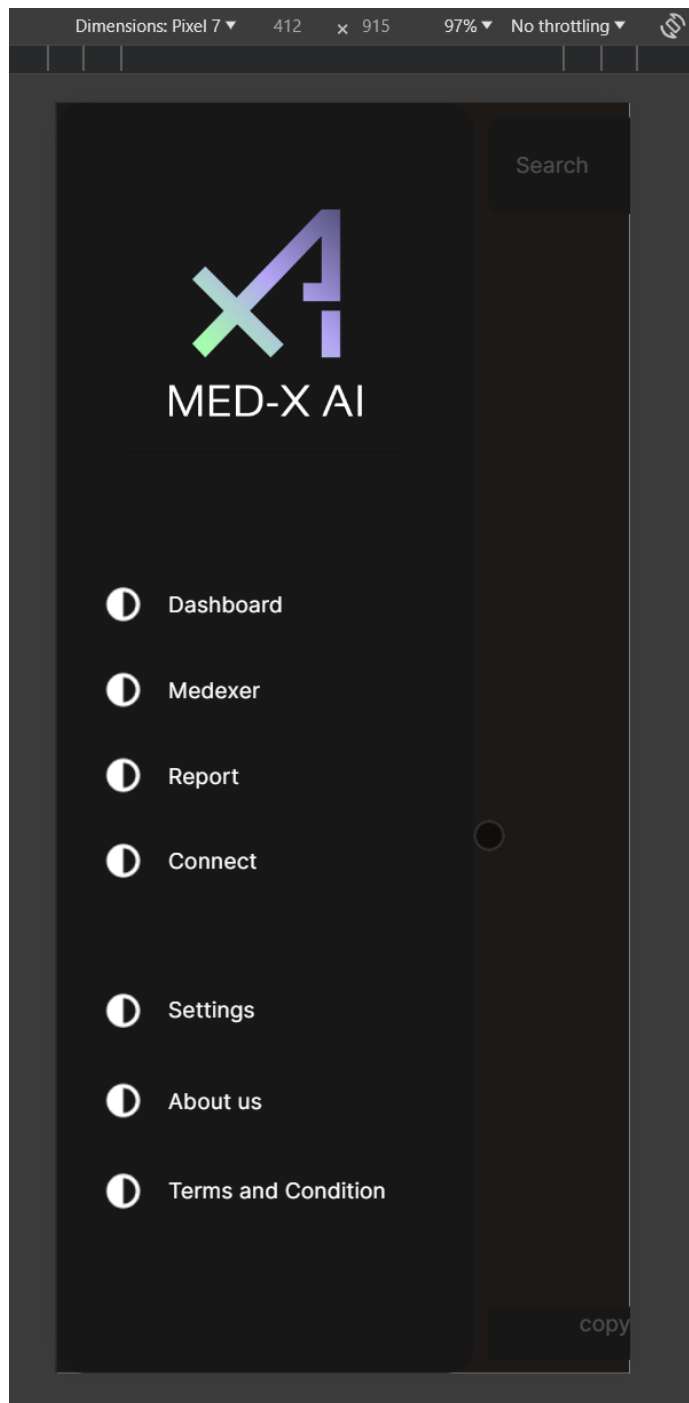 Dimensions: Pixel 7 412 × 915 97% No throttling
Search
MED-X AI
Dashboard
Medexer
Report
Connect
Settings
About us
Terms and Condition
copy